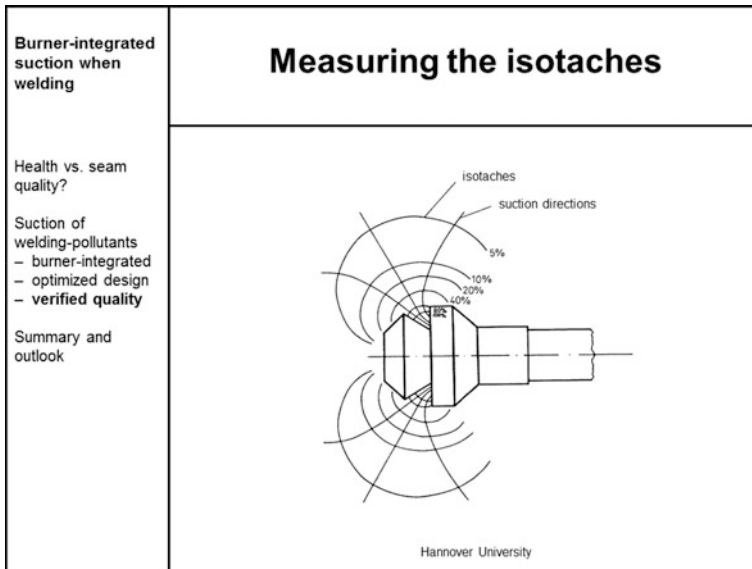 Burner-integrated
suction when
welding
Measuring the isotaches
Health vs. seam
quality?
Suction of
welding-pollutants
– burner-integrated
– optimized design
– verified quality
Summary and
outlook
isotaches
suction directions
5%
10%
20%
40%
Hannover University